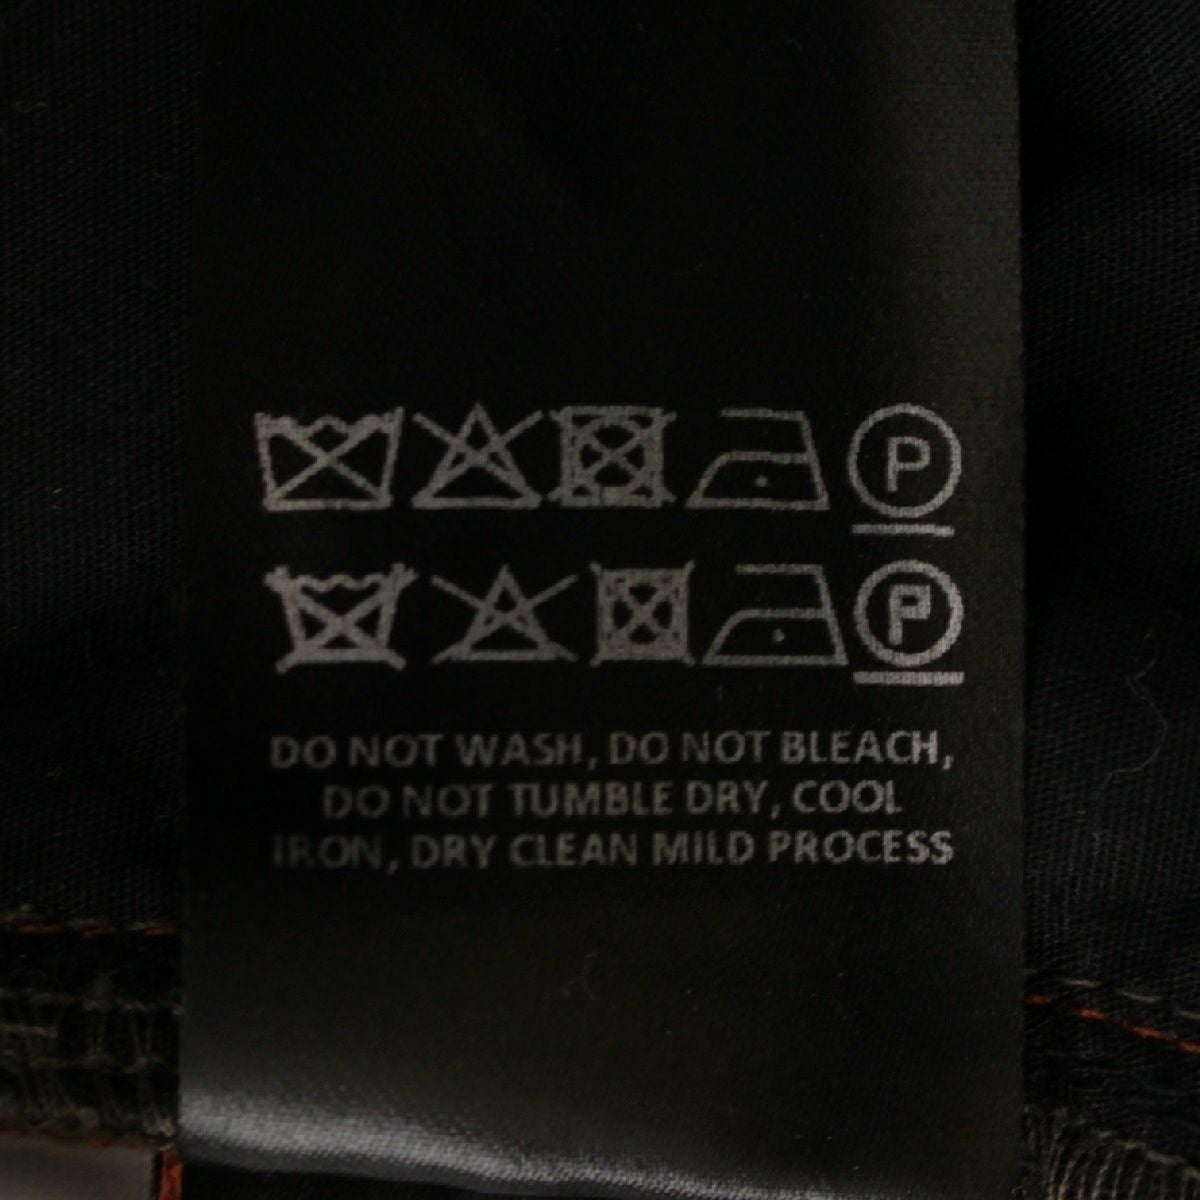 P
P
DO NOT WASH, DO NOT BLEACH,
DO NOT TUMBLE DRY, COOL
IRON, DRY CLEAN MILD PROCESS